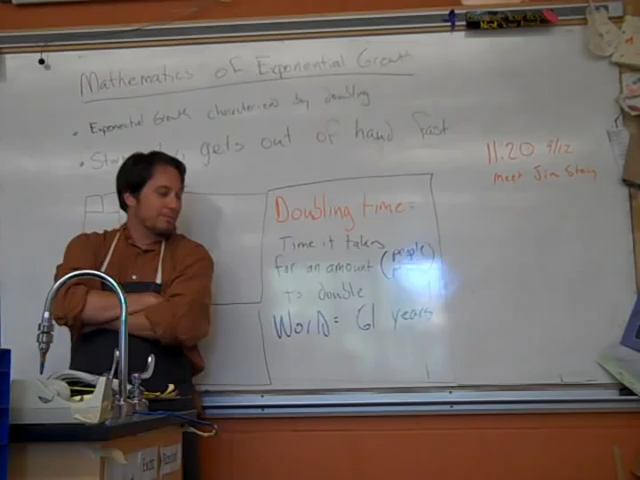 Mathematics of Exponential Growth
• Exponential Growth characterized by doubling
• gets out of hand fast
11:20 9/12
Meet Jim
Doubling time=
Time it takes
for an amount (people)
to double
World= 61 years